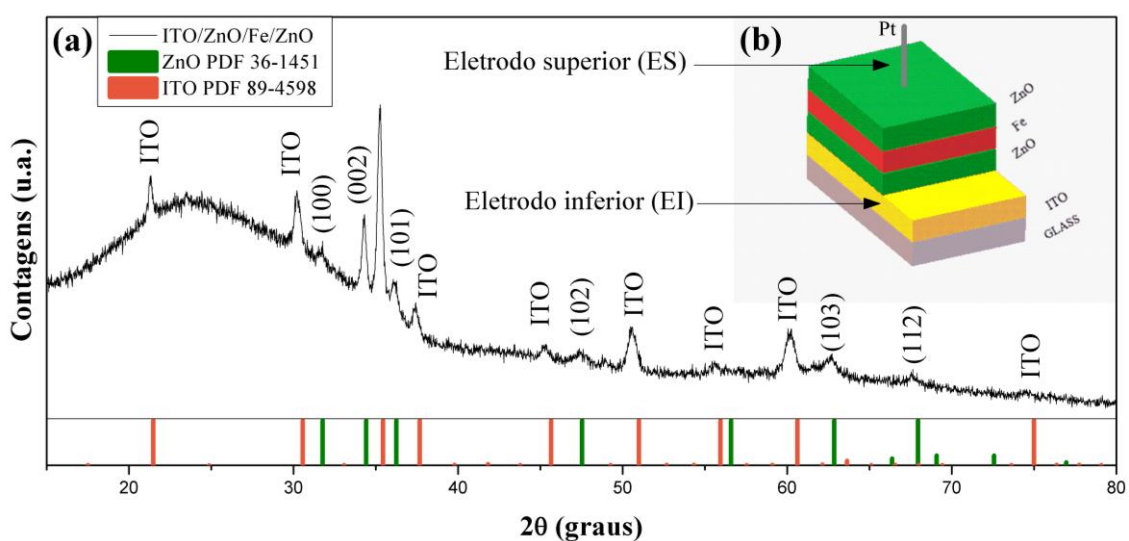 (a)
ITO/ZnO/Fe/ZnO
ZnO PDF 36-1451
ITO PDF 89-4598
(b)
Pt
Eletrodo superior (ES)
Eletrodo inferior (EI)
ZnO
Fe
ZnO
ITO
GLASS
Contagens (u.a.)
ITO
ITO
(100)
(002)
(101)
ITO
ITO
(102)
ITO
ITO
ITO
(103)
(112)
ITO
20 30 40 50 60 70 80
2θ (graus)